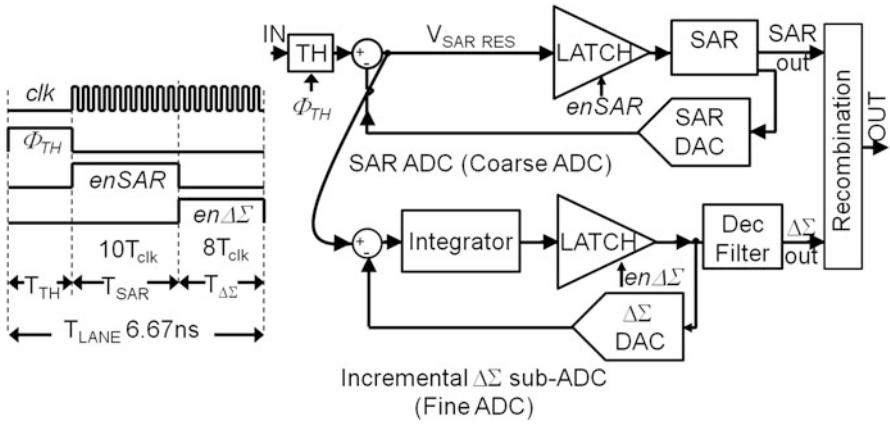 clk
Φ_TH
enSAR
enΔΣ
10T_clk 8T_clk
T_TH T_SAR T_ΔΣ
T_LANE 6.67ns
IN
TH
Φ_TH
+
-
V_SAR RES
LATCH
enSAR
SAR
SAR
out
SAR
DAC
SAR ADC (Coarse ADC)
+
-
Integrator
LATCH
enΔΣ
Dec
Filter
ΔΣ
out
ΔΣ
DAC
Incremental ΔΣ sub-ADC
(Fine ADC)
Recombination
OUT